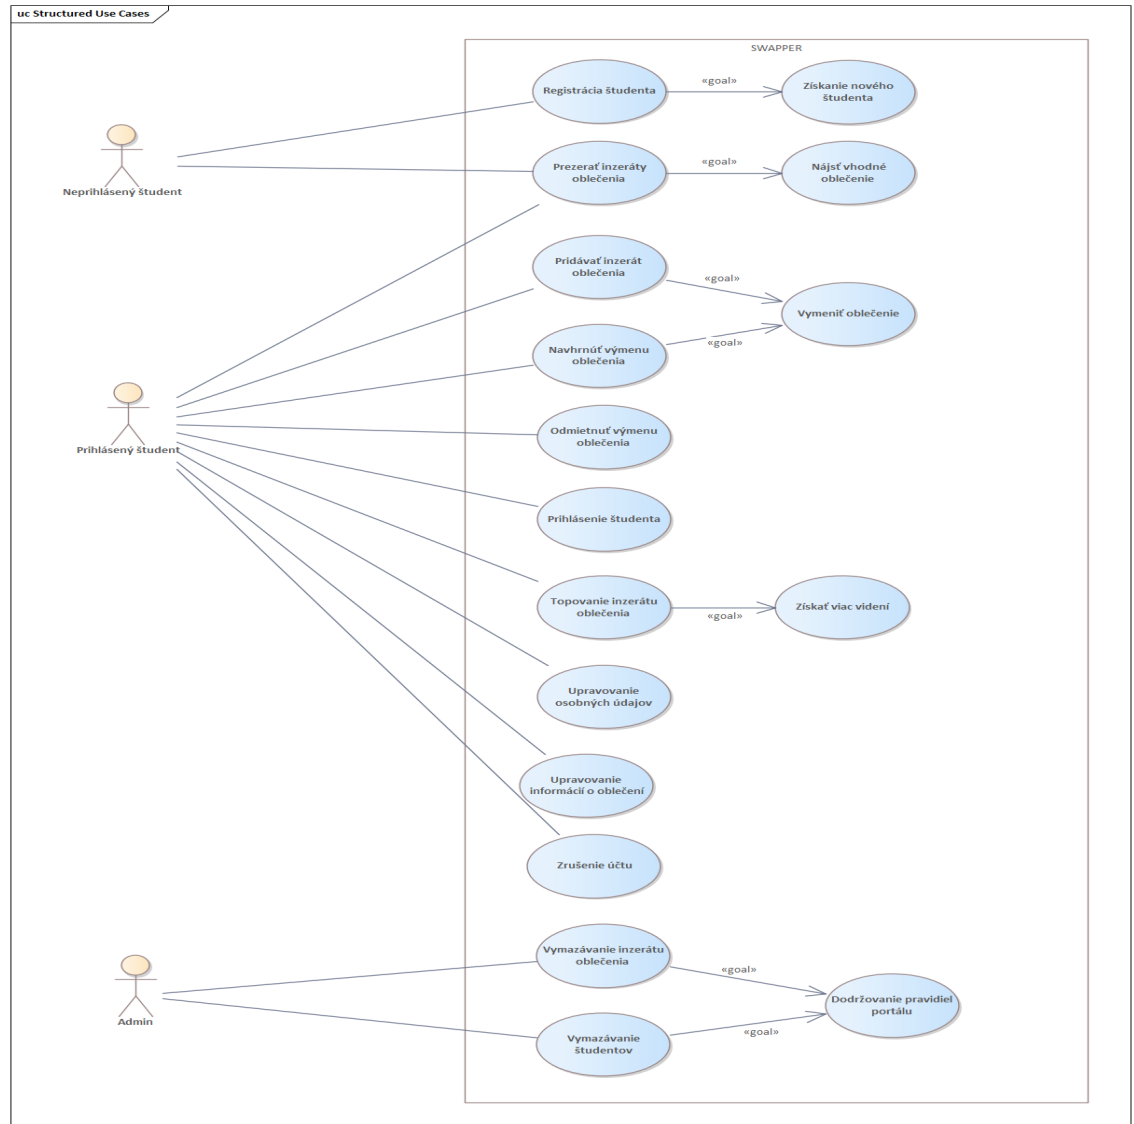 uc Structured Use Cases
SWAPPER
Registrácia študenta
«goal»
Získanie nového
študenta
Neprihlásený študent
Prezerať inzeráty
oblečenia
«goal»
Nájsť vhodné
oblečenie
Pridávať inzerát
oblečenia
«goal»
Vymeniť oblečenie
Navhrnúť výmenu
oblečenia
«goal»
Prihlásený študent
Odmietnuť výmenu
oblečenia
Prihlásenie študenta
Topovanie inzerátu
oblečenia
«goal»
Získať viac videní
Upravovanie
osobných údajov
Upravovanie
informácií o oblečení
Zrušenie účtu
Admin
Vymazávanie inzerátu
oblečenia
«goal»
Dodržovanie pravidiel
portálu
Vymazávanie
študentov
«goal»